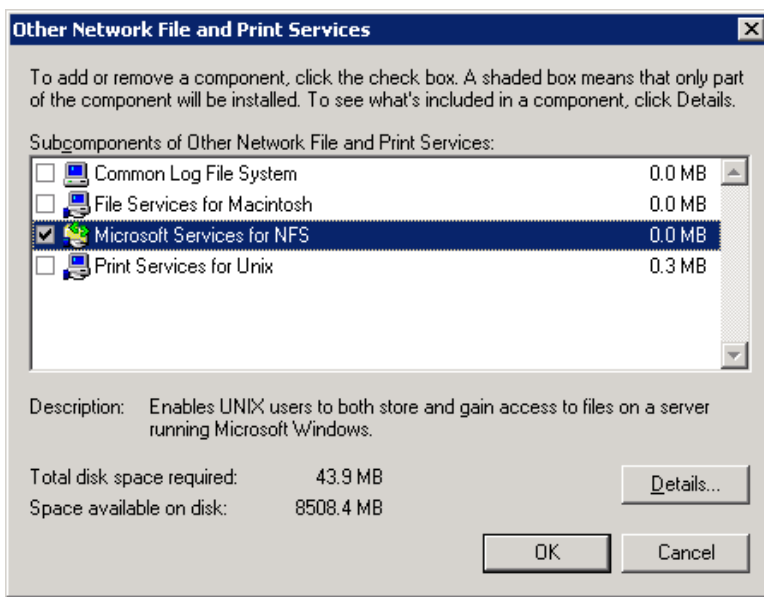 Other Network File and Print Services
To add or remove a component, click the check box. A shaded box means that only part
of the component will be installed. To see what's included in a component, click Details.
Subcomponents of Other Network File and Print Services:
Common Log File System 0.0 MB
File Services for Macintosh 0.0 MB
Microsoft Services for NFS 0.0 MB
Print Services for Unix 0.3 MB
Description: Enables UNIX users to both store and gain access to files on a server
running Microsoft Windows.
Total disk space required: 43.9 MB
Details...
Space available on disk: 8508.4 MB
OK Cancel